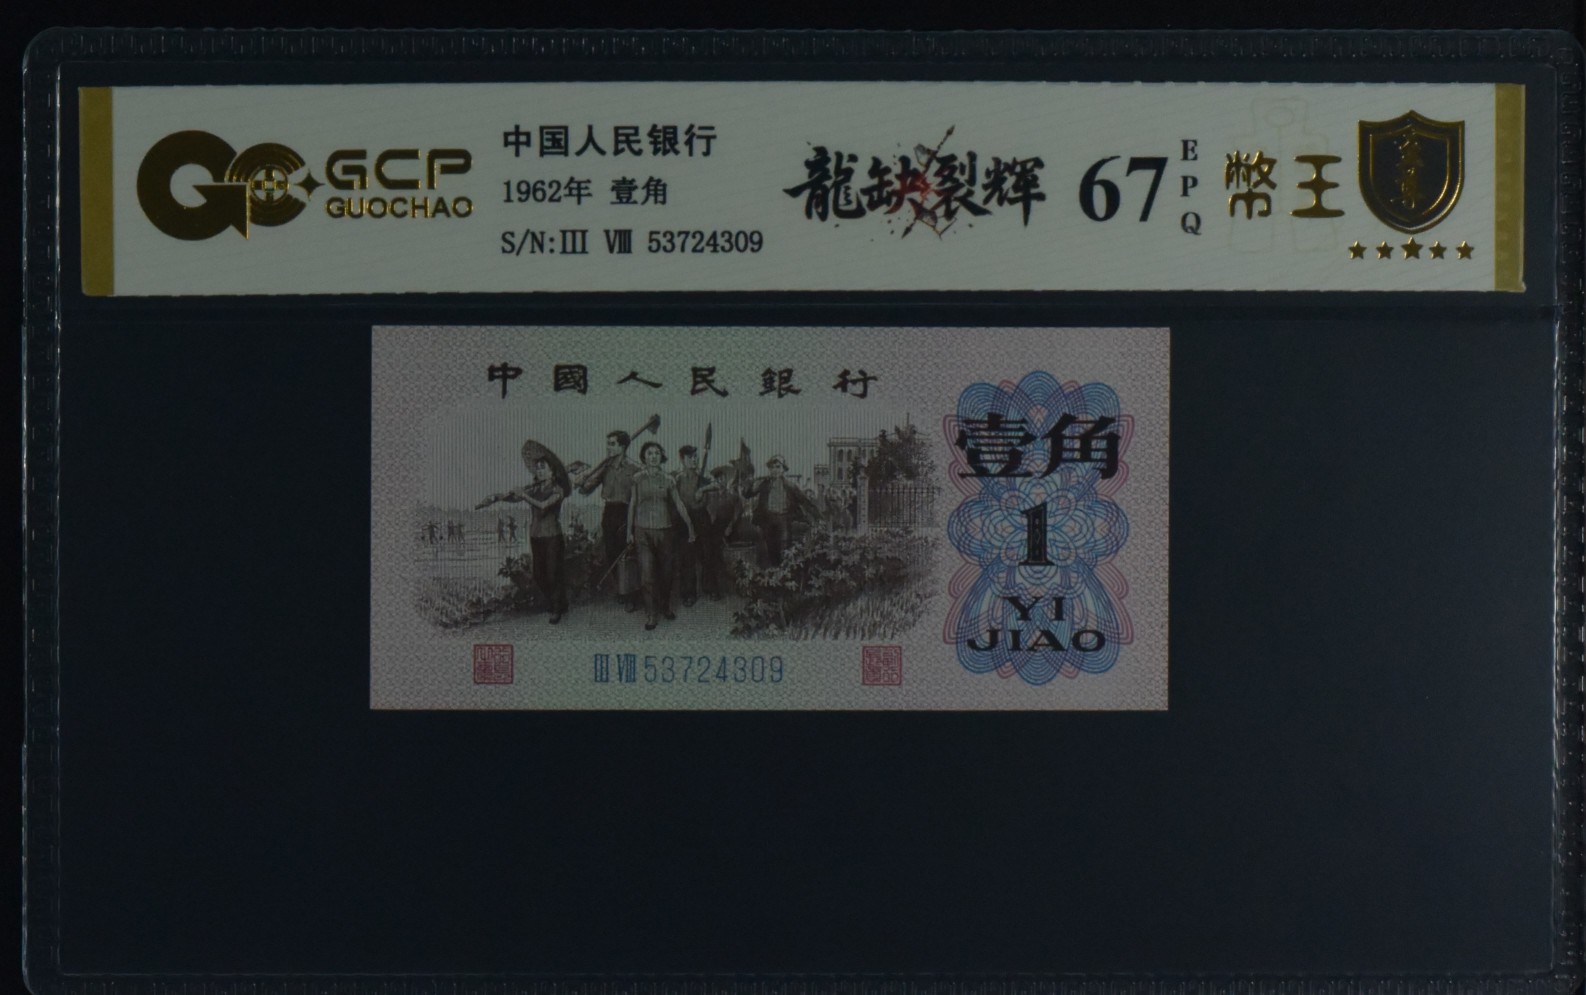 GCP
GUOCHAO
中国人民银行
1962年 壹角
S/N:III VIII 53724309
龍缺裂輝
67
EPQ
幣王
中國人民銀行
壹角
1
YI
JIAO
III VIII 53724309